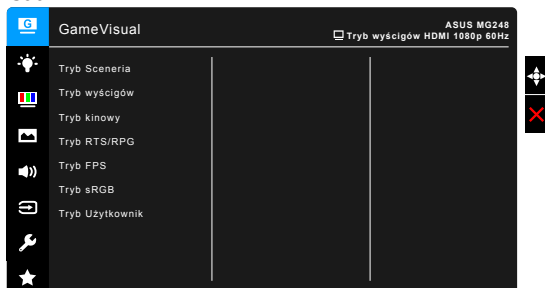 G
GameVisual
ASUS MG248
Tryb wyścigów HDMI 1080p 60Hz
Tryb Sceneria
Tryb wyścigów
Tryb kinowy
Tryb RTS/RPG
Tryb FPS
Tryb sRGB
Tryb Użytkownik